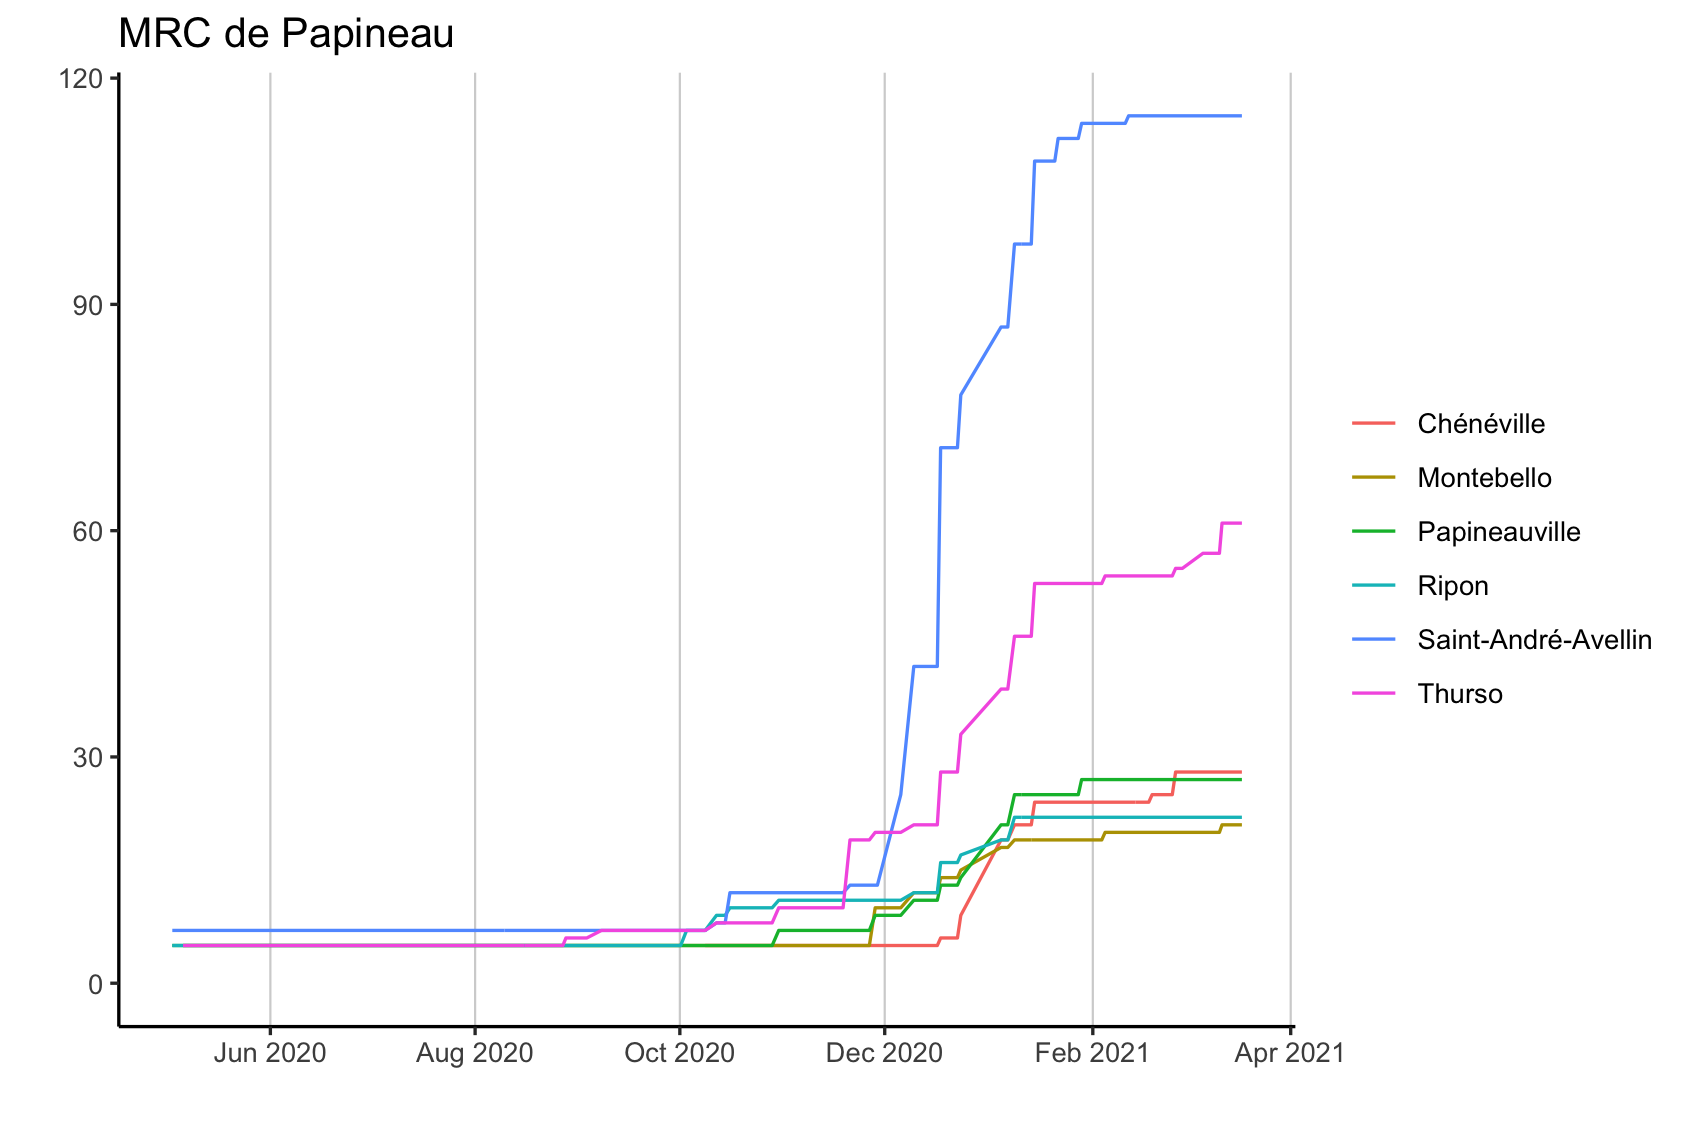 MRC de Papineau
120
90
60
30
0
Jun 2020
Aug 2020
Oct 2020
Dec 2020
Feb 2021
Apr 2021
Chénéville
Montebello
Papineauville
Ripon
Saint-André-Avellin
Thurso